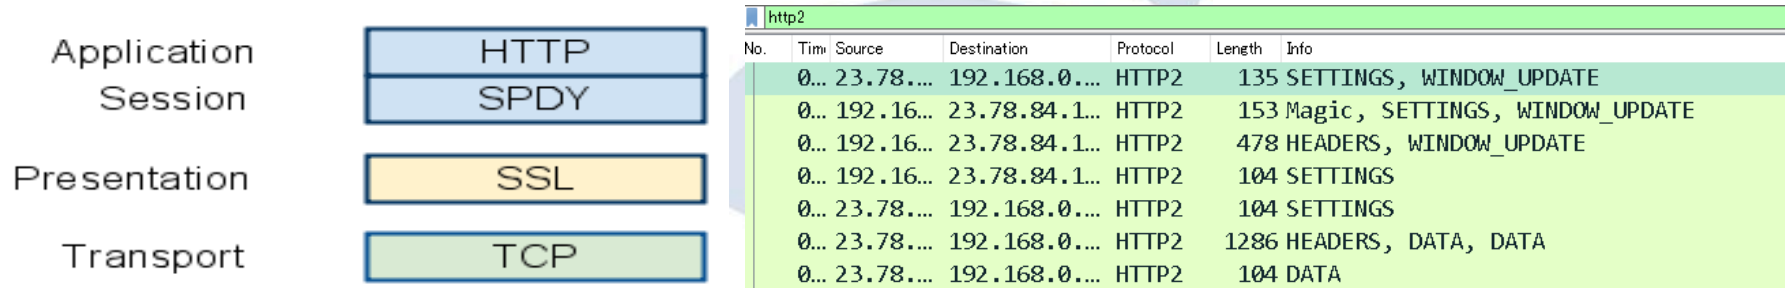 Application HTTP
Session SPDY
Presentation SSL
Transport TCP
http2
No. Time Source Destination Protocol Length Info
0... 23.78.... 192.168.0.... HTTP2 135 SETTINGS, WINDOW_UPDATE
0... 192.16... 23.78.84.1... HTTP2 153 Magic, SETTINGS, WINDOW_UPDATE
0... 192.16... 23.78.84.1... HTTP2 478 HEADERS, WINDOW_UPDATE
0... 192.16... 23.78.84.1... HTTP2 104 SETTINGS
0... 23.78.... 192.168.0.... HTTP2 104 SETTINGS
0... 23.78.... 192.168.0.... HTTP2 1286 HEADERS, DATA, DATA
0... 23.78.... 192.168.0.... HTTP2 104 DATA